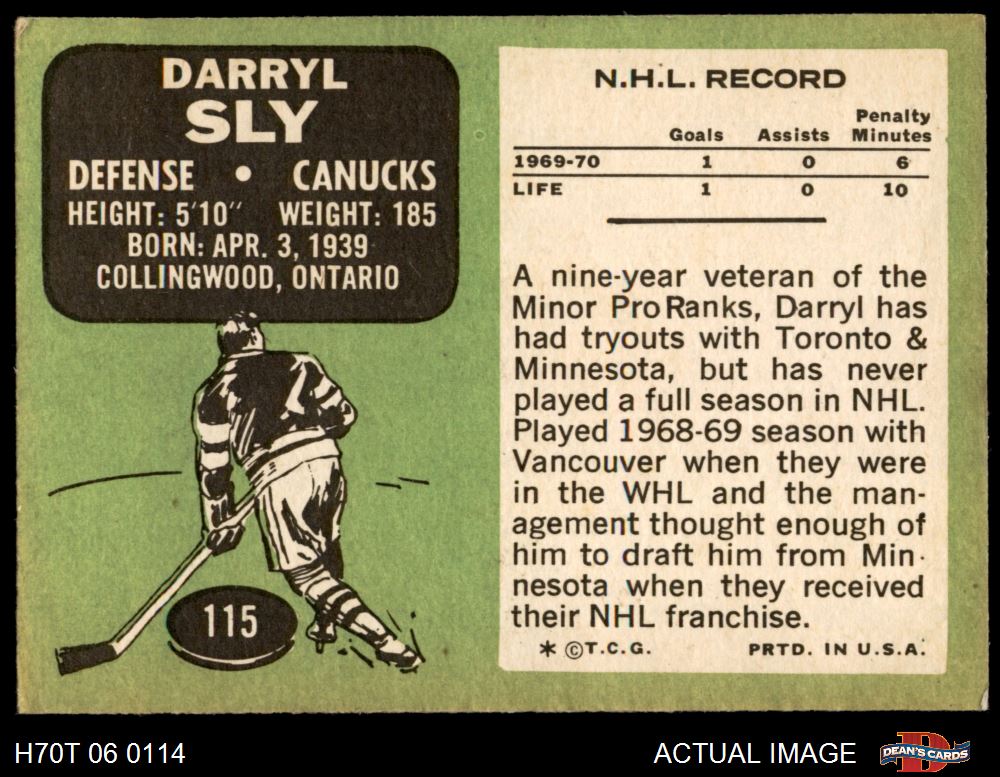 DARRYL
SLY
DEFENSE • CANUCKS
HEIGHT: 5'10" WEIGHT: 185
BORN: APR. 3, 1939
COLLINGWOOD, ONTARIO
115
N.H.L. RECORD
Goals Assists Penalty Minutes
1969-70 1 0 6
LIFE 1 0 10
A nine-year veteran of the
Minor Pro Ranks, Darryl has
had tryouts with Toronto &
Minnesota, but has never
played a full season in NHL.
Played 1968-69 season with
Vancouver when they were
in the WHL and the man-
agement thought enough of
him to draft him from Min-
nesota when they received
their NHL franchise.
* ©T.C.G. PRTD. IN U.S.A.
H70T 06 0114
ACTUAL IMAGE
DEAN'S CARDS